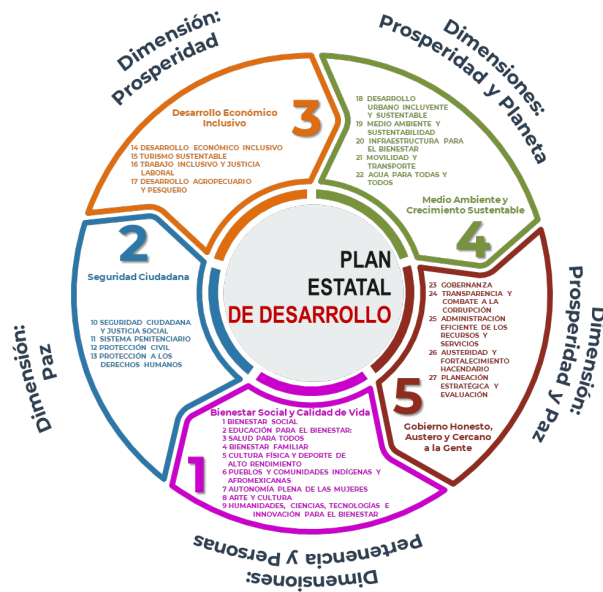 Dimensión:
Prosperidad
Dimensiones:
Prosperidad y Planeta
Desarrollo Económico
Inclusivo
3
14 DESARROLLO ECONÓMICO INCLUSIVO
15 TURISMO SUSTENTABLE
16 TRABAJO INCLUSIVO Y JUSTICIA
LABORAL
17 DESARROLLO AGROPECUARIO
Y PESQUERO
18 DESARROLLO
URBANO INCLUYENTE
Y SUSTENTABLE
19 MEDIO AMBIENTE Y
SUSTENTABILIDAD
20 INFRAESTRUCTURA PARA
EL BIENESTAR
21 MOVILIDAD Y
TRANSPORTE
22 AGUA PARA TODAS Y
TODOS
Medio Ambiente y
Crecimiento Sustentable
4
2
Seguridad Ciudadana
10 SEGURIDAD CIUDADANA
Y JUSTICIA SOCIAL
11 SISTEMA PENITENCIARIO
12 PROTECCIÓN CIVIL
13 PROTECCIÓN A LOS
DERECHOS HUMANOS
Dimensión:
Paz
PLAN
ESTATAL
DE DESARROLLO
23 GOBERNANZA
24 TRANSPARENCIA Y
COMBATE A LA
CORRUPCIÓN
25 ADMINISTRACIÓN
EFICIENTE DE LOS
RECURSOS Y
SERVICIOS
26 AUSTERIDAD Y
FORTALECIMIENTO
HACENDARIO
27 PLANEACIÓN
ESTRATÉGICA Y
EVALUACIÓN
5
Gobierno Honesto,
Austero y Cercano
a la Gente
Dimensión:
Prosperidad y Paz
Bienestar Social y Calidad de Vida
1 BIENESTAR SOCIAL
2 EDUCACIÓN PARA EL BIENESTAR:
3 SALUD PARA TODOS
4 BIENESTAR FAMILIAR
5 CULTURA FÍSICA Y DEPORTE DE
ALTO RENDIMIENTO
6 PUEBLOS Y COMUNIDADES INDÍGENAS Y
AFROMEXICANAS
7 AUTONOMÍA PLENA DE LAS MUJERES
8 ARTE Y CULTURA
9 HUMANIDADES, CIENCIAS, TECNOLOGÍAS E
INNOVACIÓN PARA EL BIENESTAR
1
Dimensiones:
Pertenencia y Personas